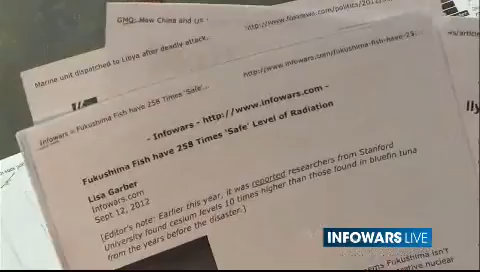 GMO: How China and
http://www.foxnews.com/politics/2012/
Marine unit dispatched to Libya after deadly attack.
http://www.infowars.com/fukushima-fish-have-25
Infowars » Fukushima Fish have 258 Times 'Safe'...
- Infowars - http://www.infowars.com -
Fukushima Fish have 258 Times 'Safe' Level of Radiation
Lisa Garber
Infowars.com
Sept 12, 2012
[Editor's note: Earlier this year, it was reported researchers from Stanford
University found cesium levels 10 times higher than those found in bluefin tuna
from the years before the disaster.]
Fukushima isn't
nuclear
INFOWARS LIVE